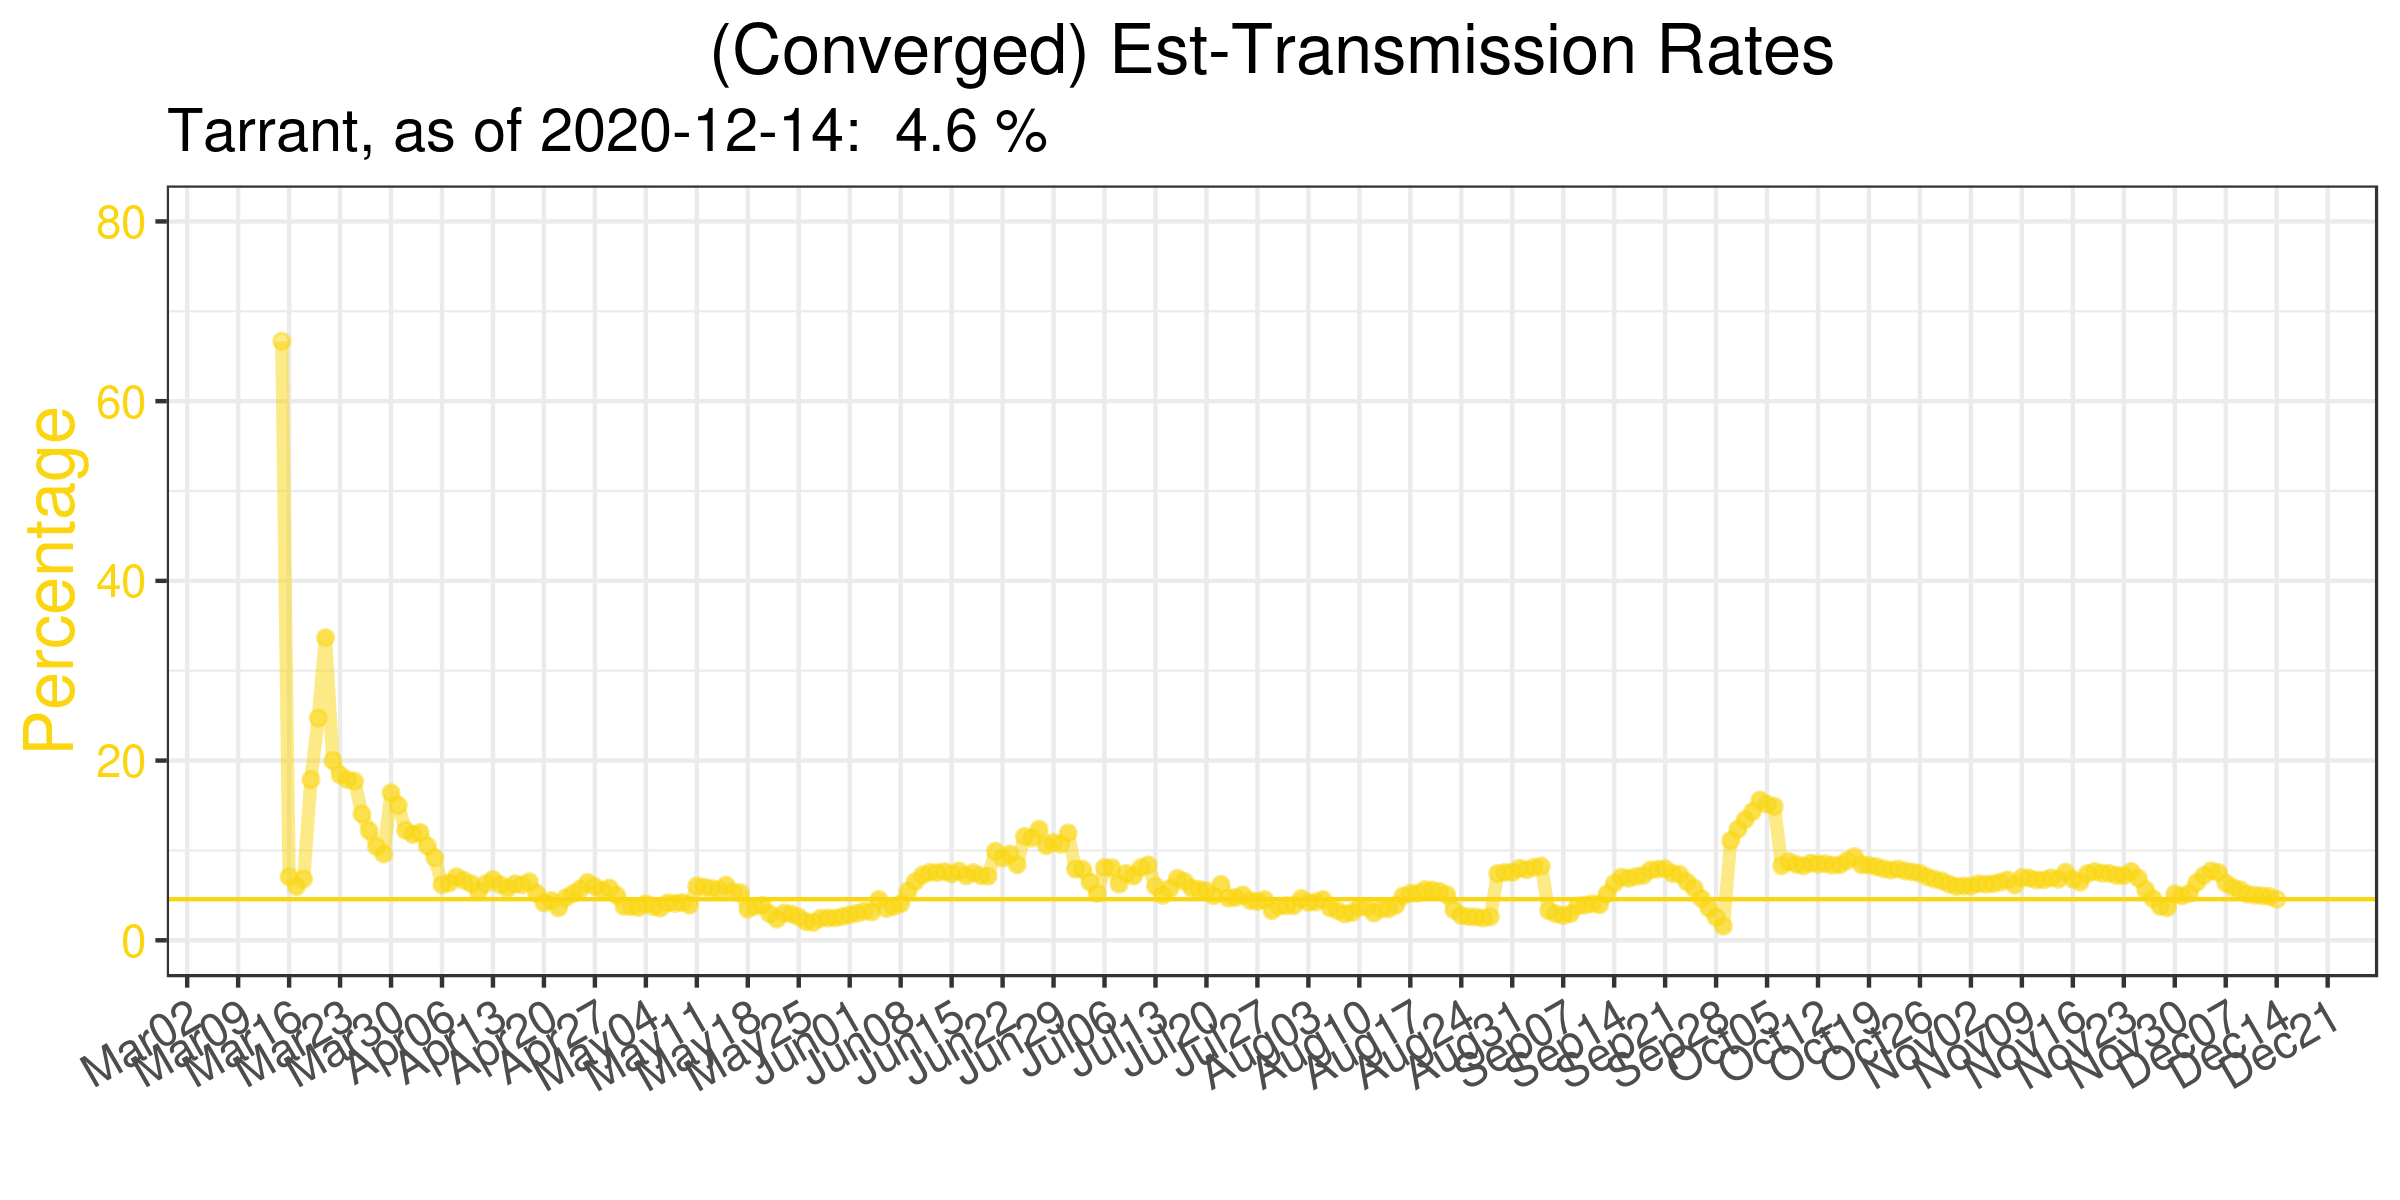 (Converged) Est-Transmission Rates
Tarrant, as of 2020-12-14:  4.6 %
Percentage
80
60
40
20
0
Mar02
Mar09
Mar16
Mar23
Mar30
Apr06
Apr13
Apr20
Apr27
May04
May11
May18
May25
Jun01
Jun08
Jun15
Jun22
Jun29
Jul06
Jul13
Jul20
Jul27
Aug03
Aug10
Aug17
Aug24
Aug31
Sep07
Sep14
Sep21
Sep28
Oct05
Oct12
Oct19
Oct26
Nov02
Nov09
Nov16
Nov23
Nov30
Dec07
Dec14
Dec21